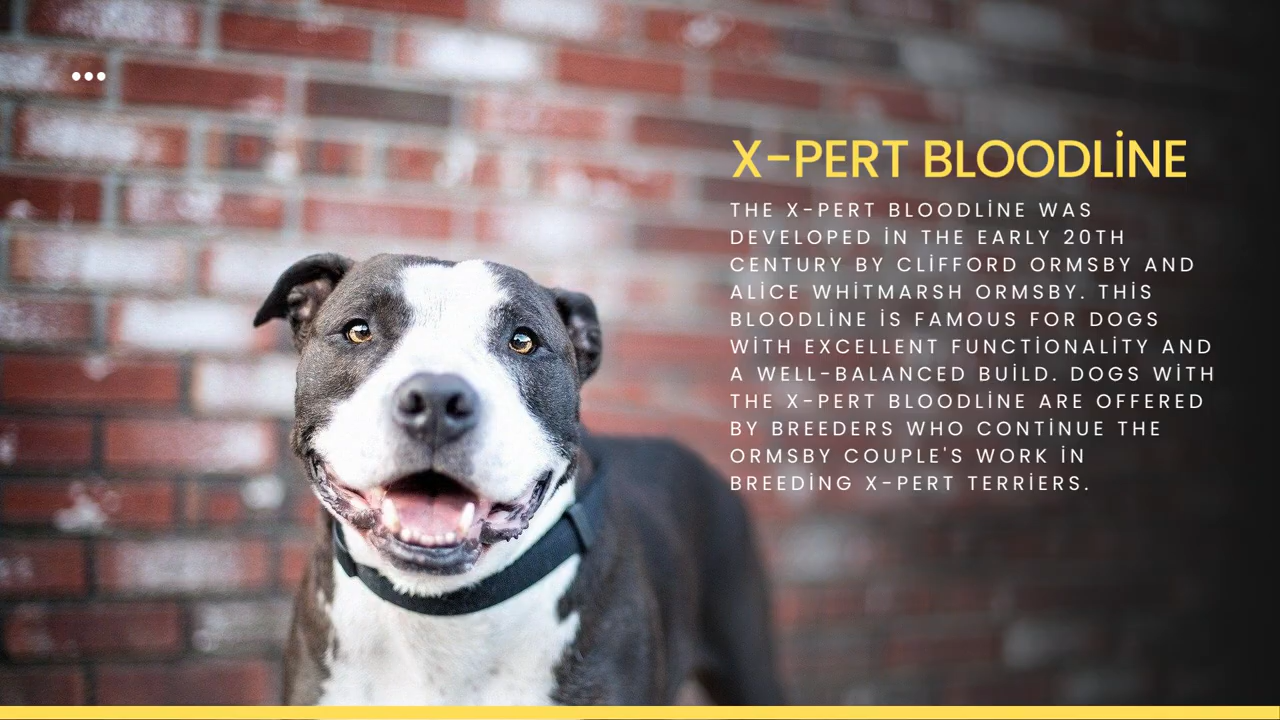 X-PERT BLOODLİNE
THE X-PERT BLOODLİNE WAS
DEVELOPED İN THE EARLY 20TH
CENTURY BY CLİFFORD ORMSBY AND
ALİCE WHİTMARSH ORMSBY. THİS
BLOODLİNE İS FAMOUS FOR DOGS
WİTH EXCELLENT FUNCTİONALİTY AND
A WELL-BALANCED BUİLD. DOGS WİTH
THE X-PERT BLOODLİNE ARE OFFERED
BY BREEDERS WHO CONTİNUE THE
ORMSBY COUPLE'S WORK İN
BREEDİNG X-PERT TERRİERS.